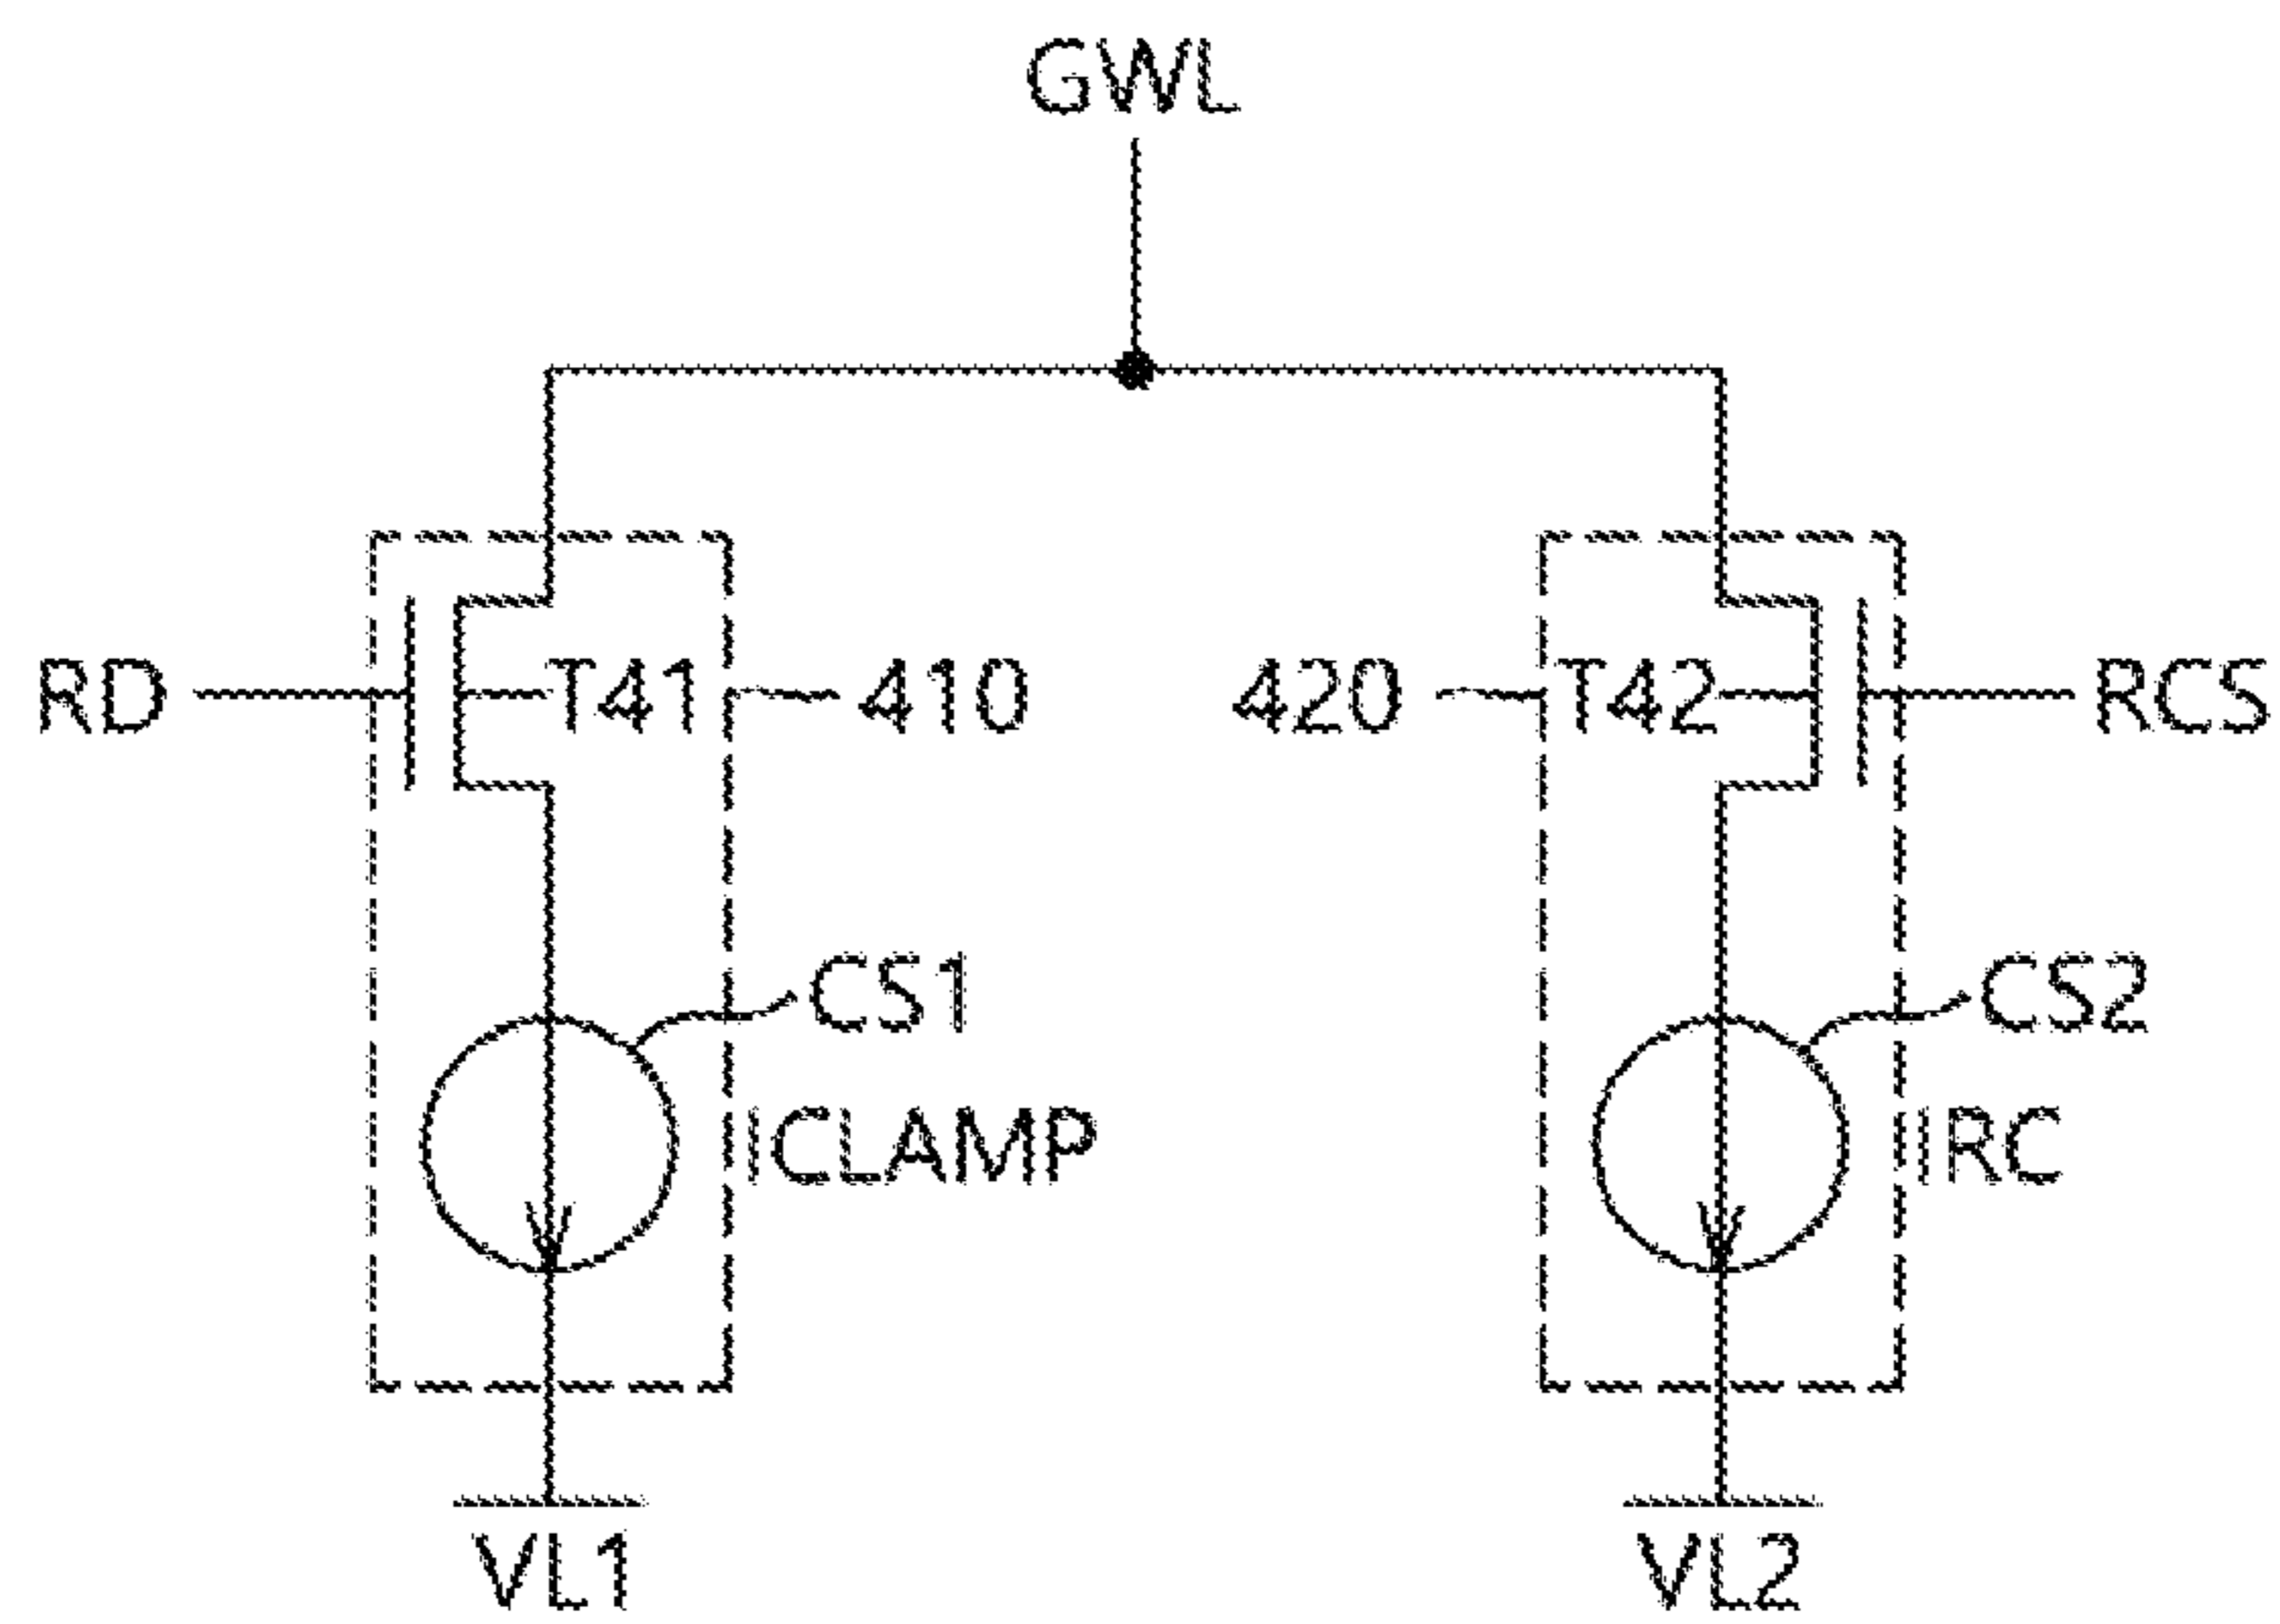 GWL
RD
T41
410
420
T42
RCS
CS1
CS2
ICLAMP
IRC
VL1
VL2